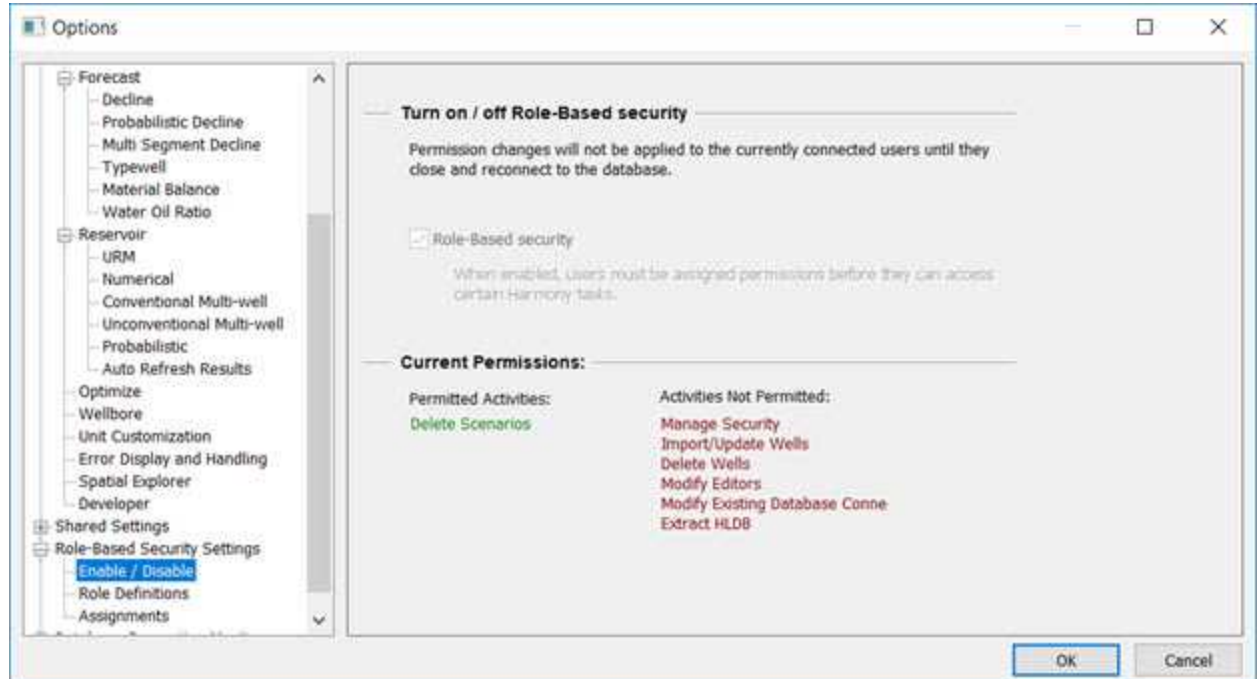 Options
Forecast
Decline
Probabilistic Decline
Multi Segment Decline
Typewell
Material Balance
Water Oil Ratio
Reservoir
URM
Numerical
Conventional Multi-well
Unconventional Multi-well
Probabilistic
Auto Refresh Results
Optimize
Wellbore
Unit Customization
Error Display and Handling
Spatial Explorer
Developer
Shared Settings
Role-Based Security Settings
Enable / Disable
Role Definitions
Assignments
Turn on / off Role-Based security
Permission changes will not be applied to the currently connected users until they
close and reconnect to the database.
Role-Based security
When enabled, users must be assigned permissions before they can access
certain Harmony tasks.
Current Permissions:
Permitted Activities:
Delete Scenarios
Activities Not Permitted:
Manage Security
Import/Update Wells
Delete Wells
Modify Editors
Modify Existing Database Conne
Extract HLDB
OK
Cancel